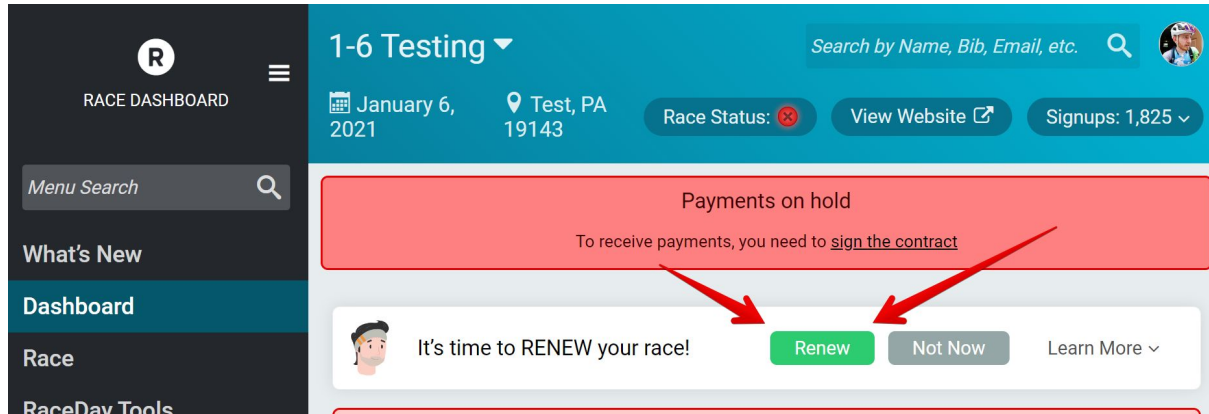 R
RACE DASHBOARD
Menu Search
What's New
Dashboard
Race
RaceDay Tools
1-6 Testing
Search by Name, Bib, Email, etc.
January 6,
2021
Test, PA
19143
Race Status:
View Website
Signups: 1,825
Payments on hold
To receive payments, you need to sign the contract
It's time to RENEW your race!
Renew
Not Now
Learn More